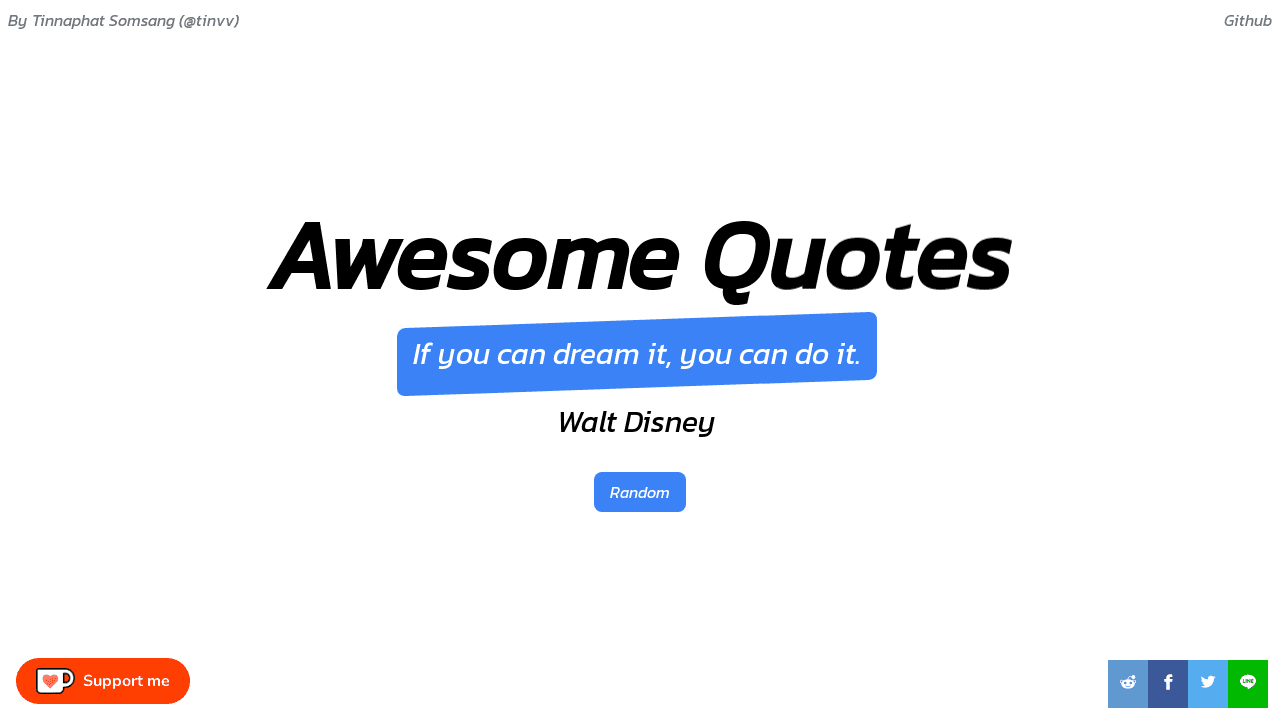 By Tinnaphat Somsang (@tinvv)
Github
Awesome Quotes
If you can dream it, you can do it.
Walt Disney
Random
Support me
LINE